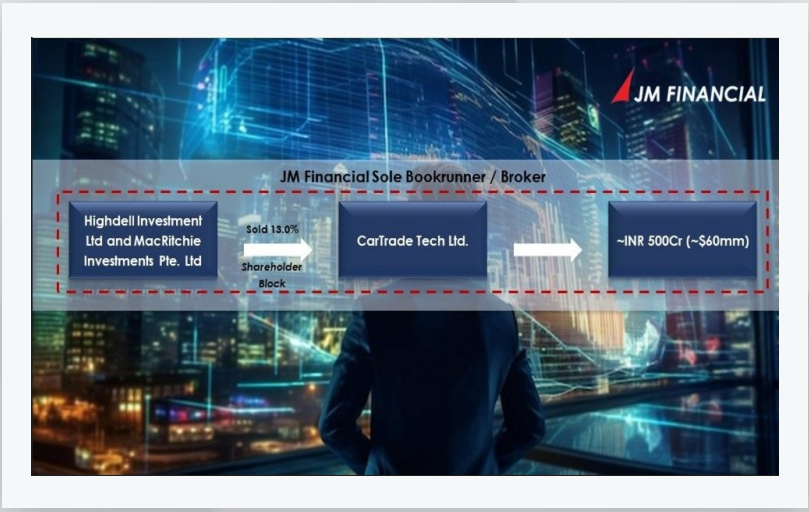 JM FINANCIAL
JM Financial Sole Bookrunner / Broker
Highdell Investment
Ltd and MacRitchie
Investments Pte. Ltd
Sold 13.0%
Shareholder
Block
CarTrade Tech Ltd.
~INR 500Cr (~$60mm)